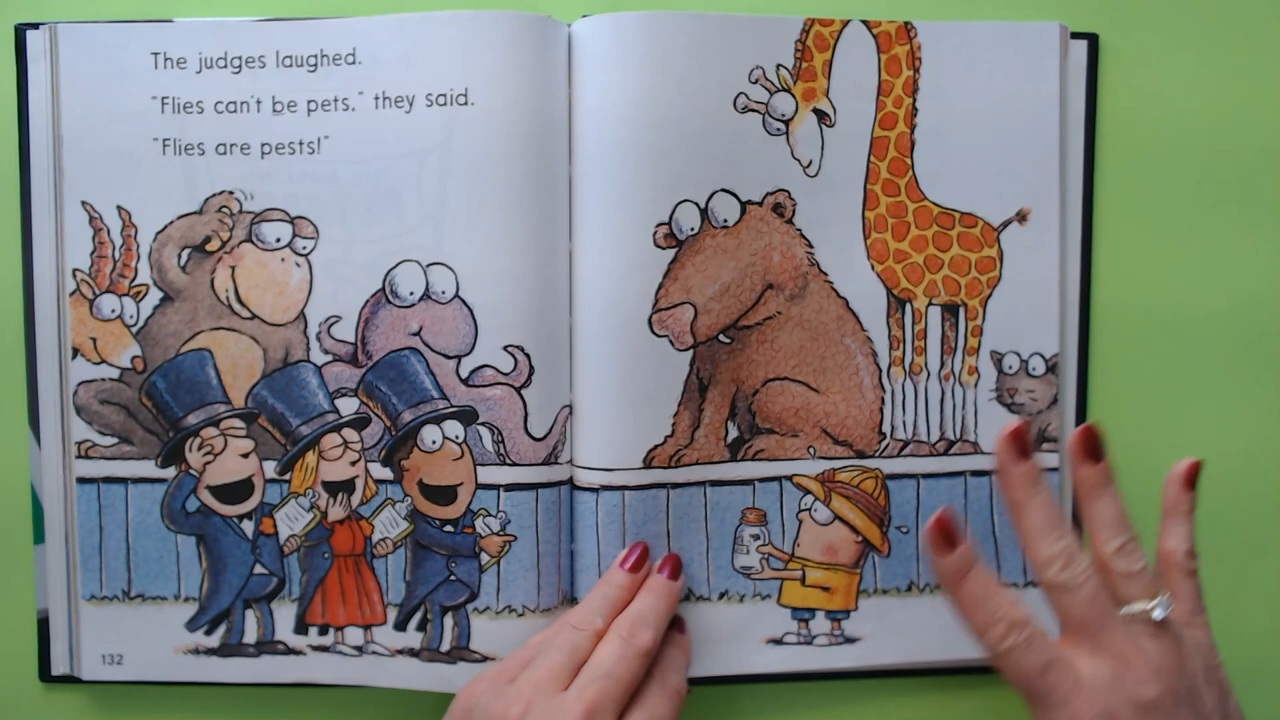 The judges laughed.
"Flies can't be pets," they said.
"Flies are pests!"
132